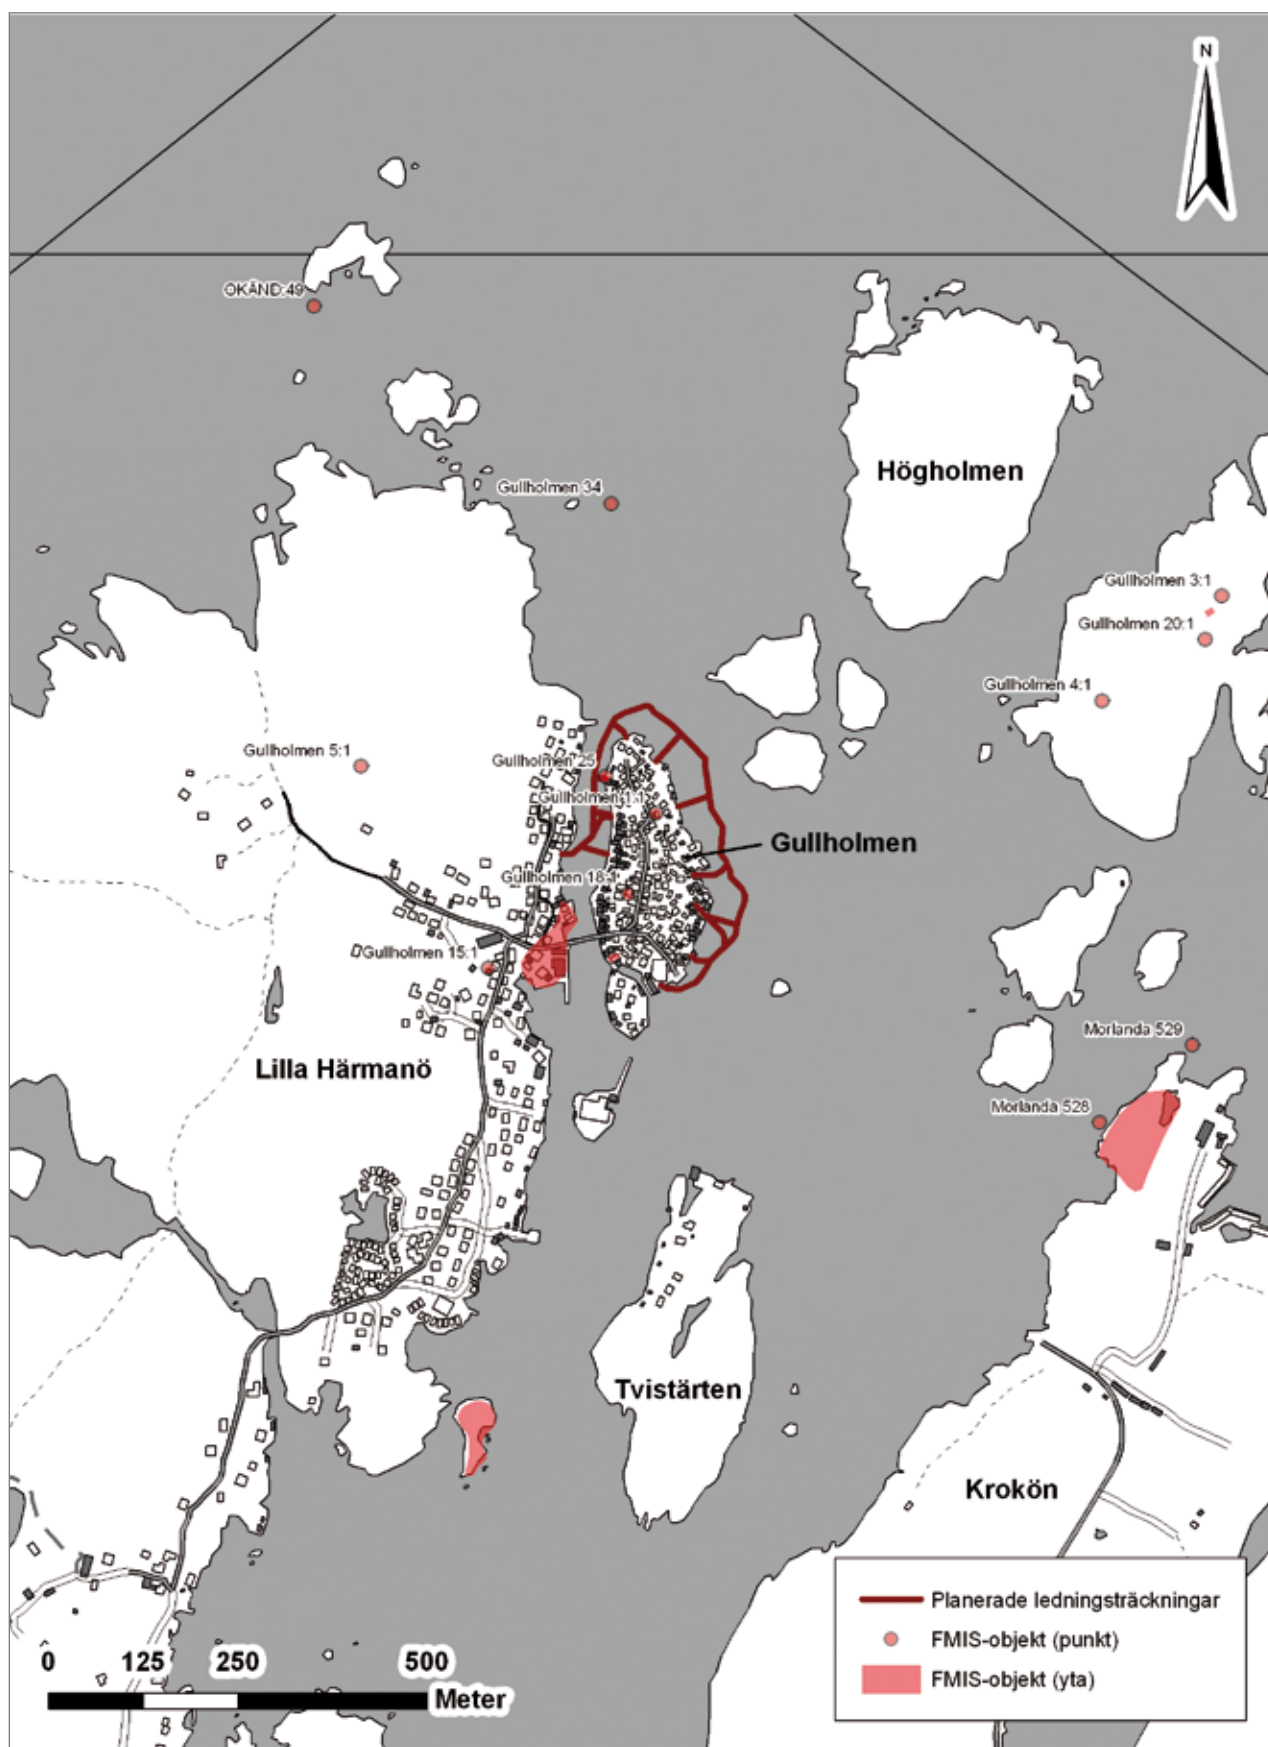 N
OKÄND:49
Högholmen
Gullholmen 34
Gullholmen 3:1
Gullholmen 20:1
Gullholmen 4:1
Gullholmen 5:1
Gullholmen 25
Gullholmen 1:1
Gullholmen
Gullholmen 18:1
Gullholmen 15:1
Morlanda 529
Lilla Härmanö
Morlanda 528
Tvistärten
Krokön
Planerade ledningsträckningar
FMIS-objekt (punkt)
FMIS-objekt (yta)
0 125 250 500
Meter